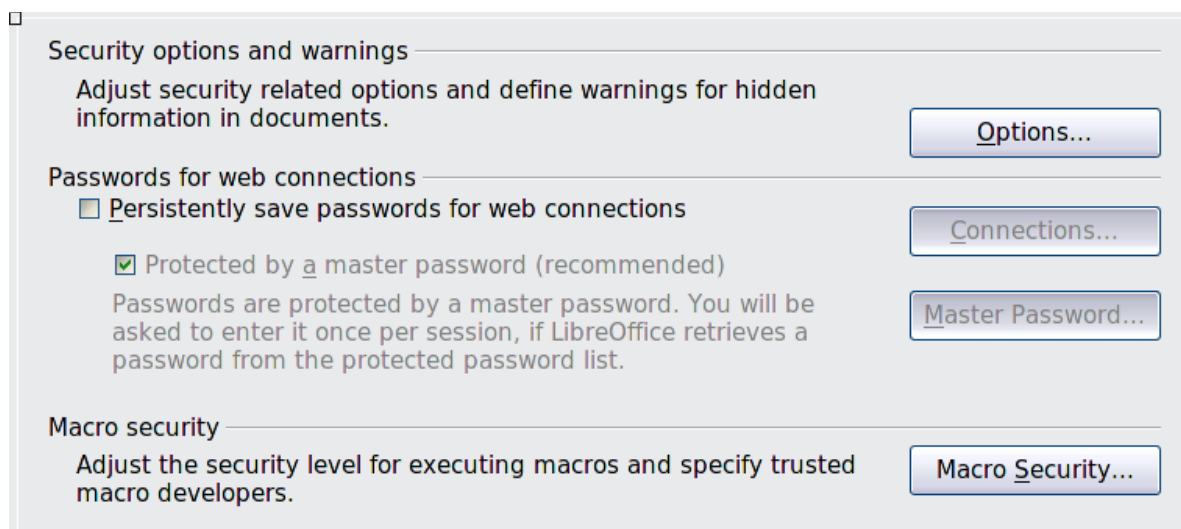 Security options and warnings
Adjust security related options and define warnings for hidden
information in documents.
Options...
Passwords for web connections
Persistently save passwords for web connections
Connections...
Protected by a master password (recommended)
Passwords are protected by a master password. You will be
asked to enter it once per session, if LibreOffice retrieves a
password from the protected password list.
Master Password...
Macro security
Adjust the security level for executing macros and specify trusted
macro developers.
Macro Security...